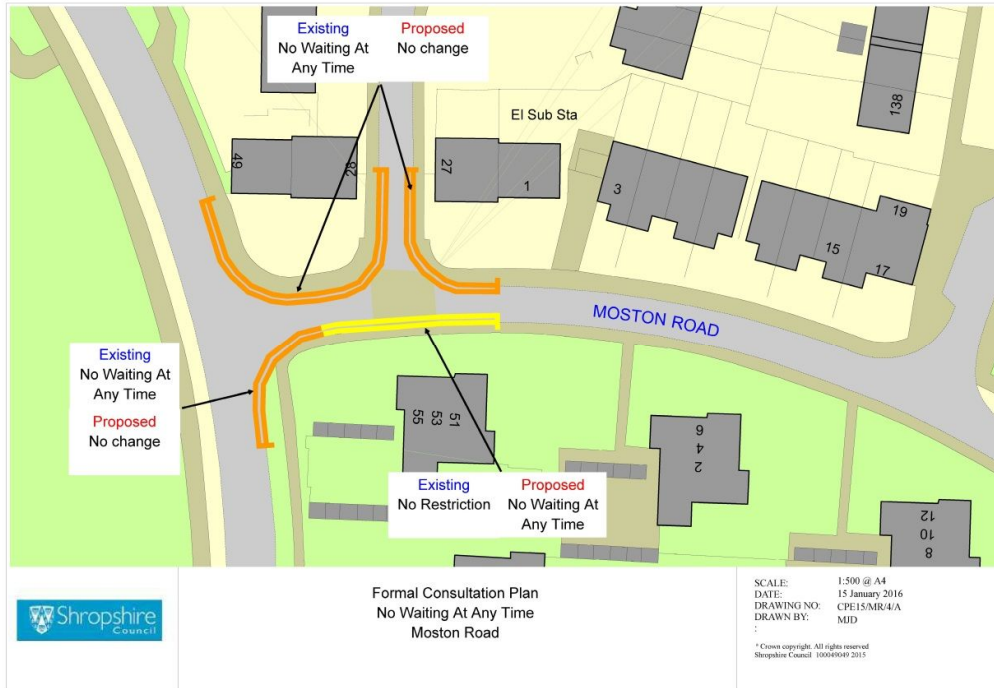 Existing
No Waiting At
Any Time
Proposed
No change
El Sub Sta
138
49
28
27
1
3
19
15
17
MOSTON ROAD
Existing
No Waiting At
Any Time
Proposed
No change
55
53
51
6
4
2
12
10
8
Existing
No Restriction
Proposed
No Waiting At
Any Time
Shropshire
Council
Formal Consultation Plan
No Waiting At Any Time
Moston Road
SCALE: 1:500 @ A4
DATE: 15 January 2016
DRAWING NO: CPE15/MR/4/A
DRAWN BY: MJD
:
© Crown copyright. All rights reserved
Shropshire Council 100049049 2015